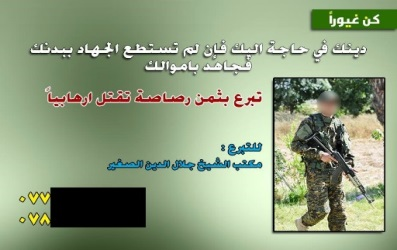 كن غيوراً
دينك في حاجة اليك فإن لم تستطع الجهاد ببدنك
فجاهد باموالك
تبرع بثمن رصاصة تقتل ارهابياً
للتبرع :
مكتب الشيخ جلال الدين الصغير
٠٧٧
٠٧٨